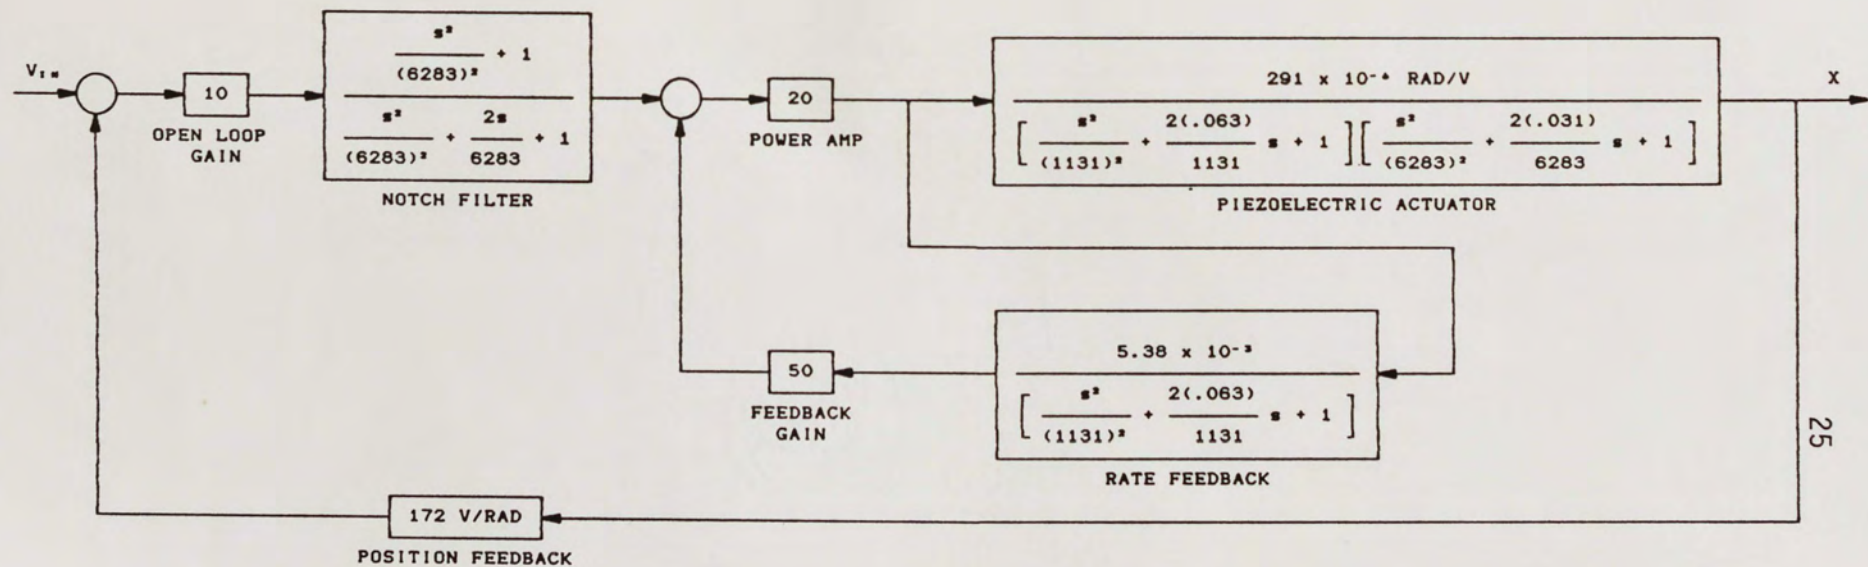 s²
(6283)²
+ 1
s²
(6283)²
+
2s
6283
+ 1
NOTCH FILTER
V_IN
10
OPEN LOOP
GAIN
20
POWER AMP
291 x 10⁻⁶ RAD/V
[ s²
(1131)²
+
2(.063)
1131
s + 1 ]
[ s²
(6283)²
+
2(.031)
6283
s + 1 ]
PIEZOELECTRIC ACTUATOR
X
50
FEEDBACK
GAIN
5.38 x 10⁻³
[ s²
(1131)²
+
2(.063)
1131
s + 1 ]
RATE FEEDBACK
172 V/RAD
POSITION FEEDBACK
25